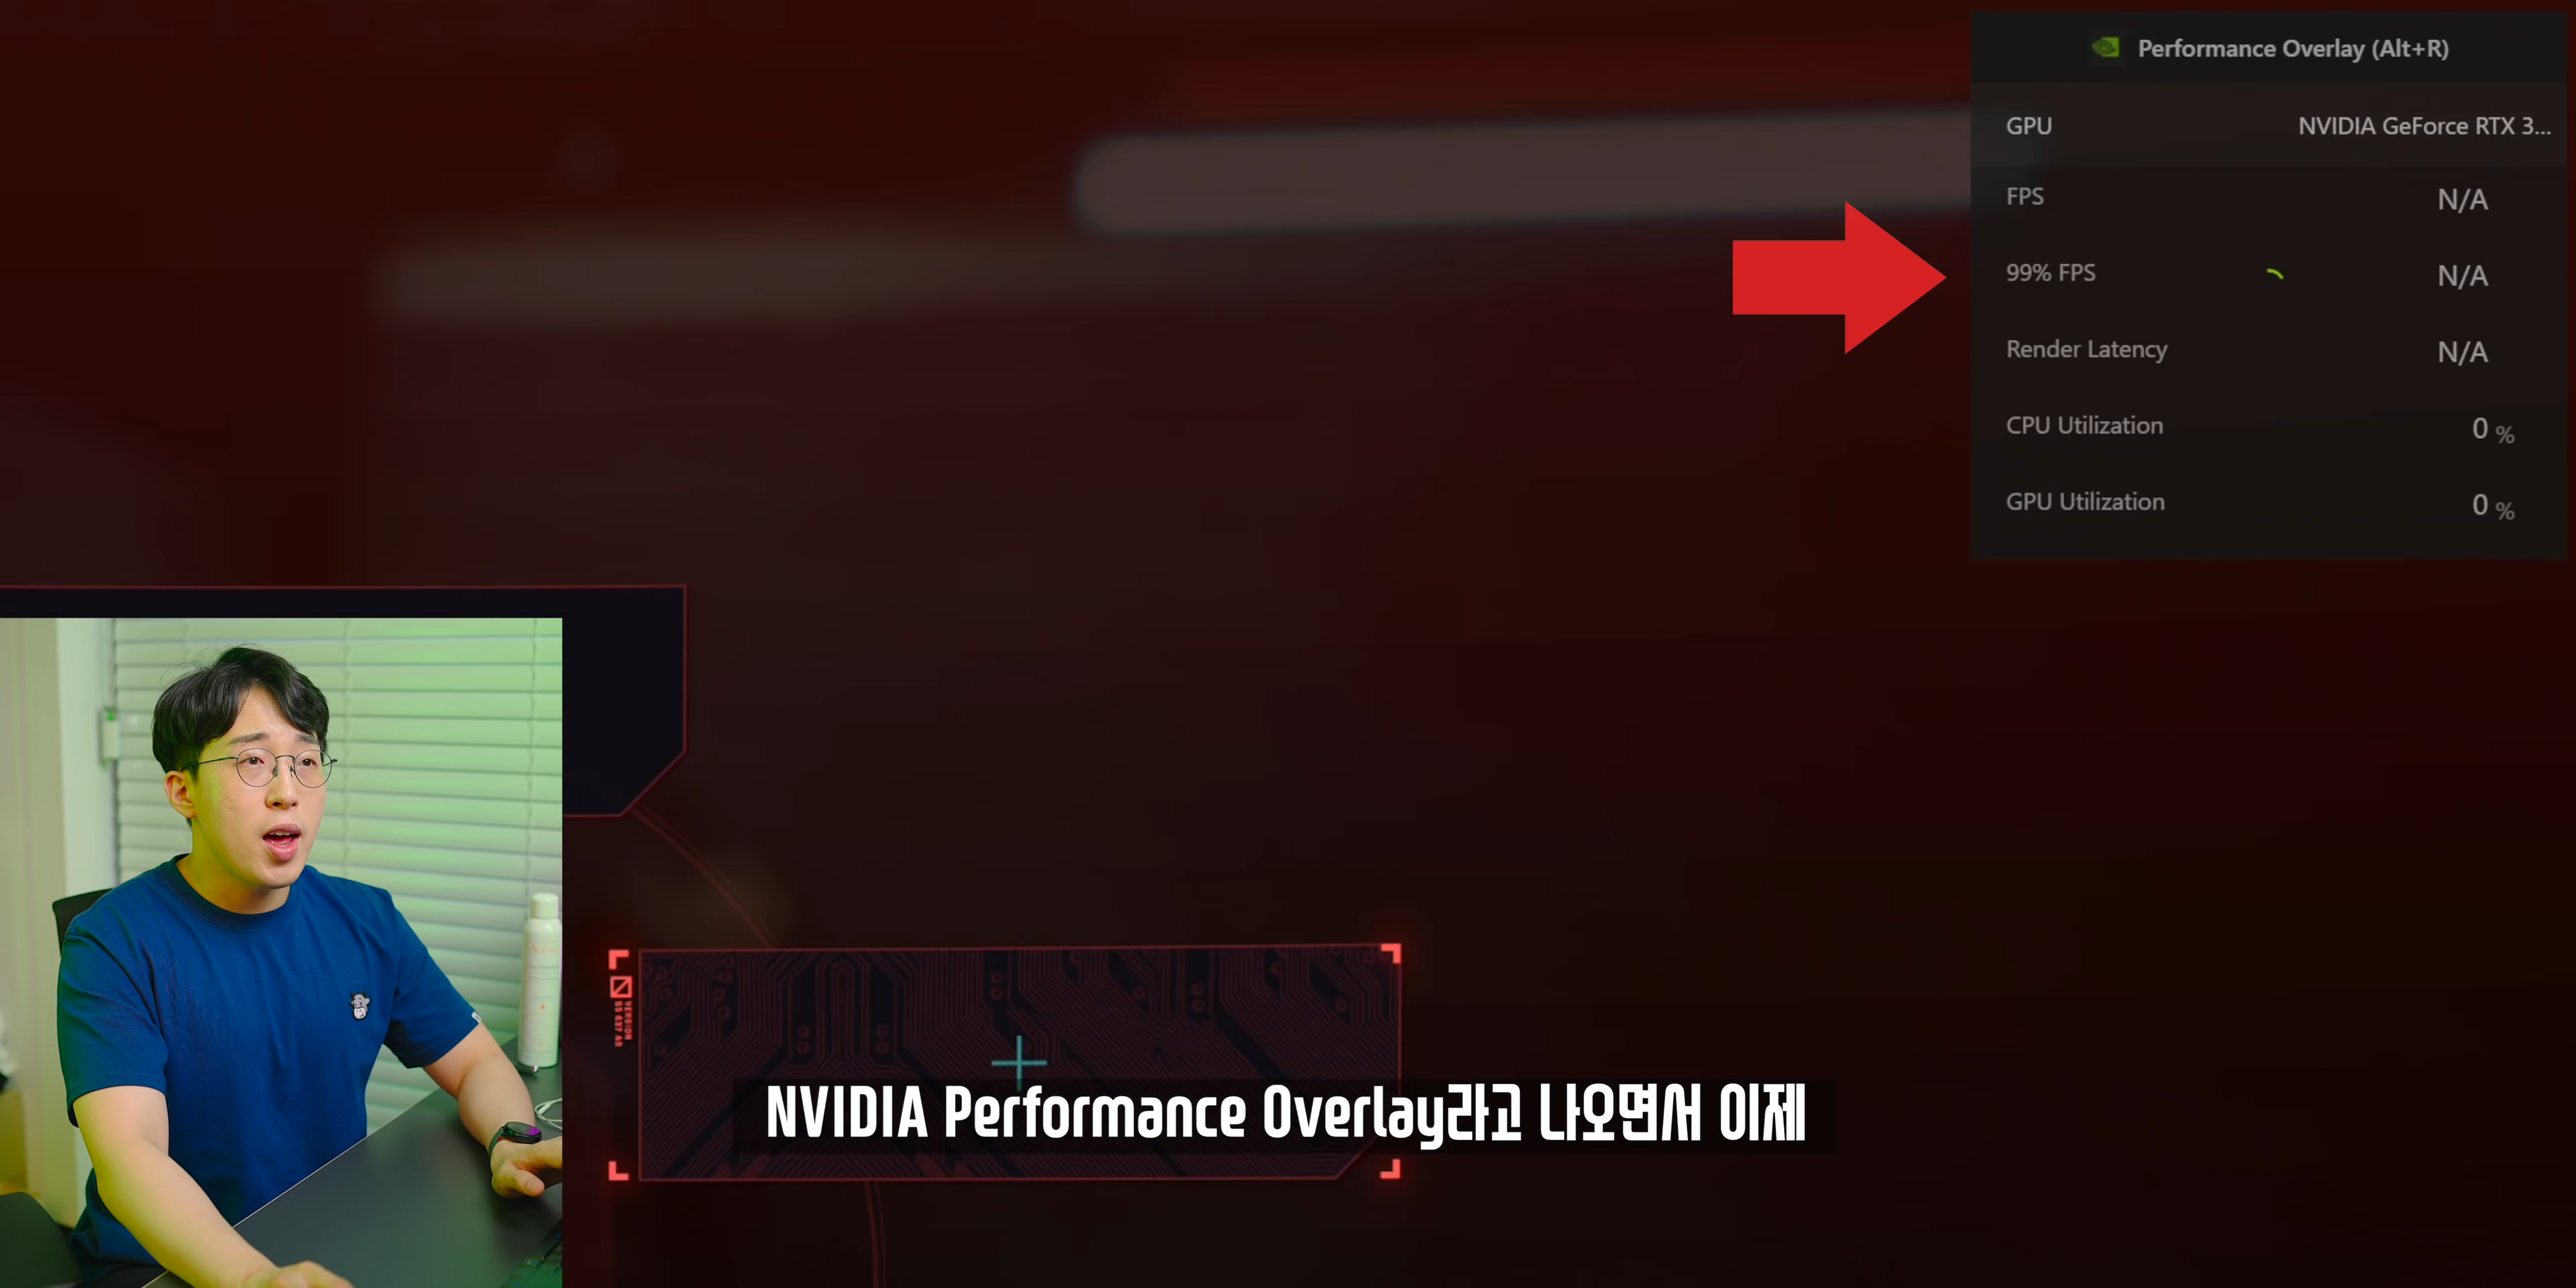 Performance Overlay (Alt+R)
GPU NVIDIA GeForce RTX 3...
FPS N/A
99% FPS N/A
Render Latency N/A
CPU Utilization 0 %
GPU Utilization 0 %
VERSION
NVIDIA Performance Overlay라고 나오면서 이제